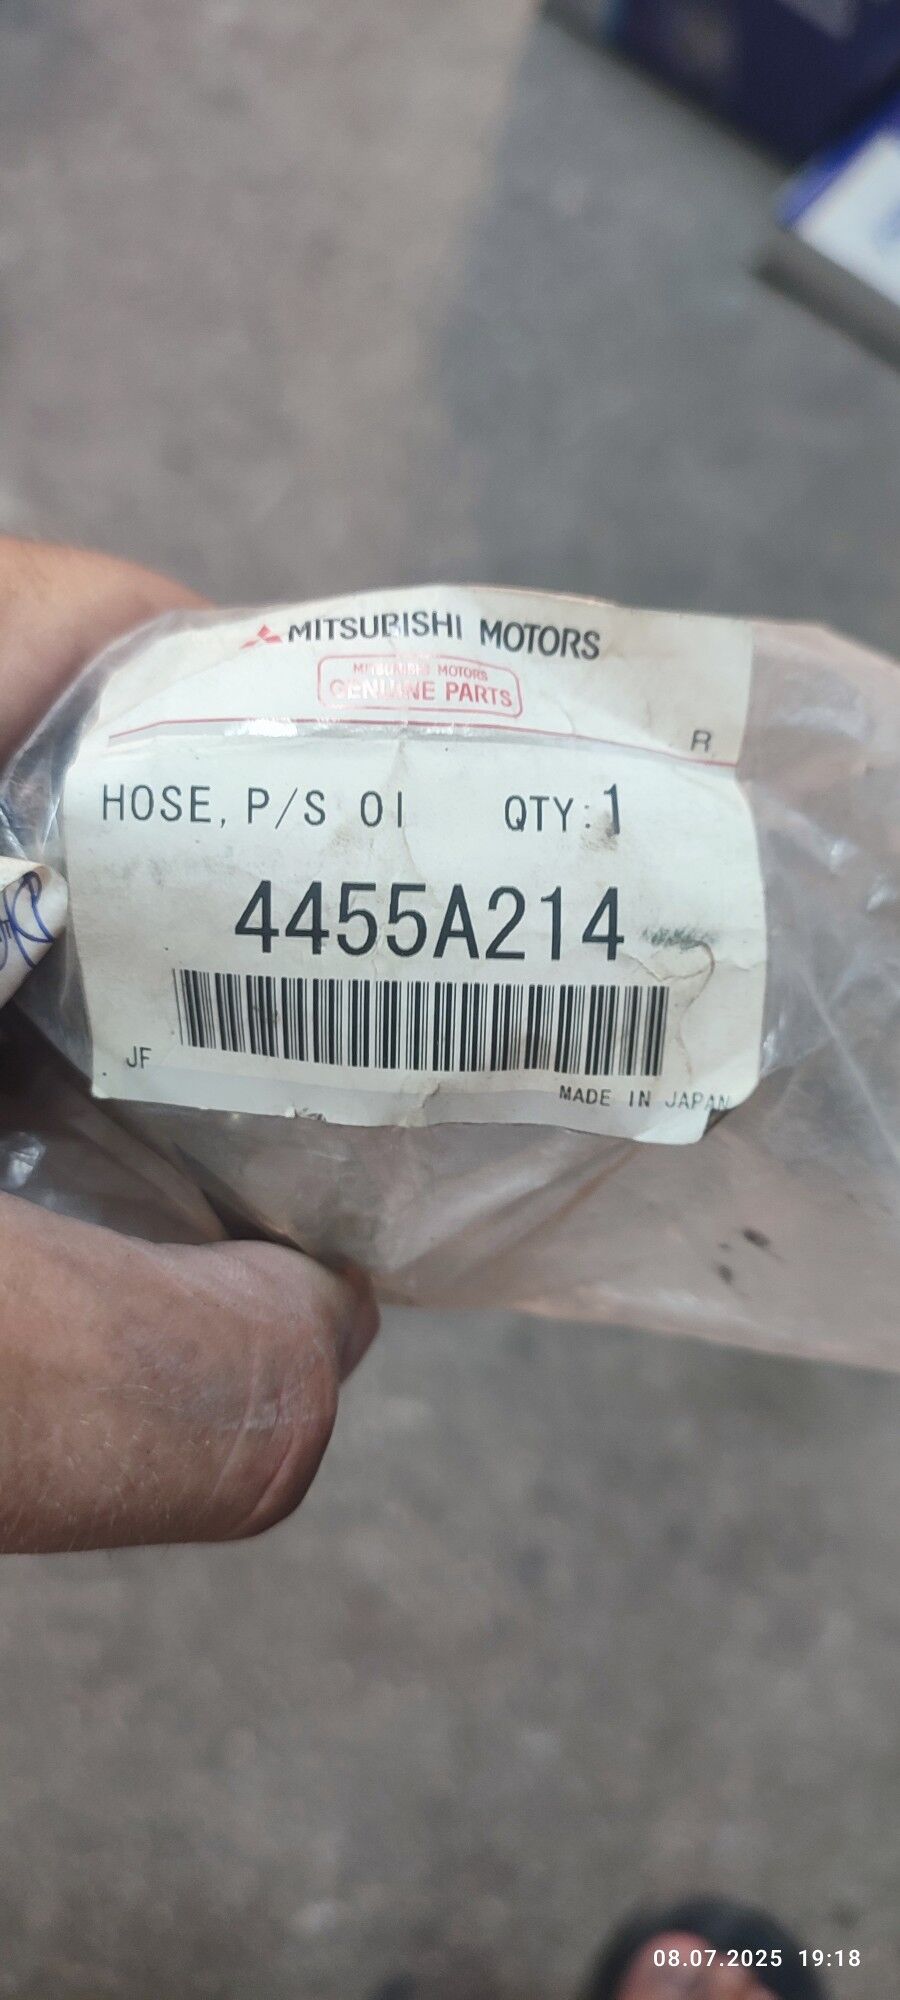 MITSUBISHI MOTORS
MITSUBISHI MOTORS
GENUINE PARTS
R
HOSE, P/S OI QTY:1
4455A214
JF
MADE IN JAPAN
08.07.2025 19:18